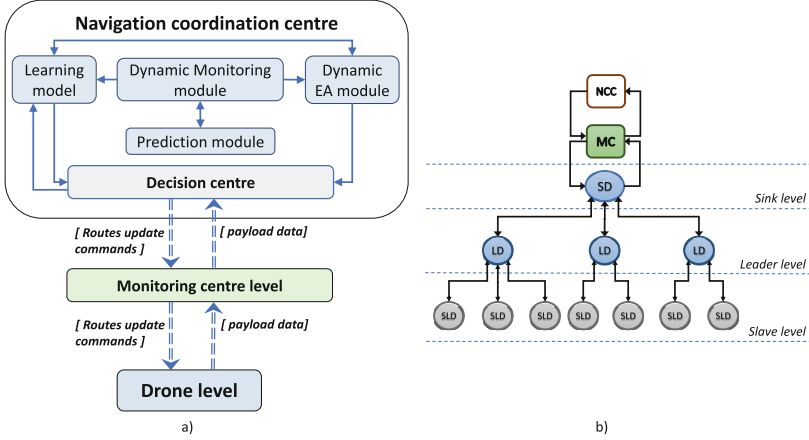 Navigation coordination centre
Learning
model
Dynamic Monitoring
module
Dynamic
EA module
Prediction module
Decision centre
[ Routes update
commands ]
[ payload data]
Monitoring centre level
[ Routes update
commands ]
[ payload data]
Drone level
a)
NCC
MC
SD
Sink level
LD
LD
LD
Leader level
SLD
SLD
SLD
SLD
SLD
SLD
SLD
Slave level
b)